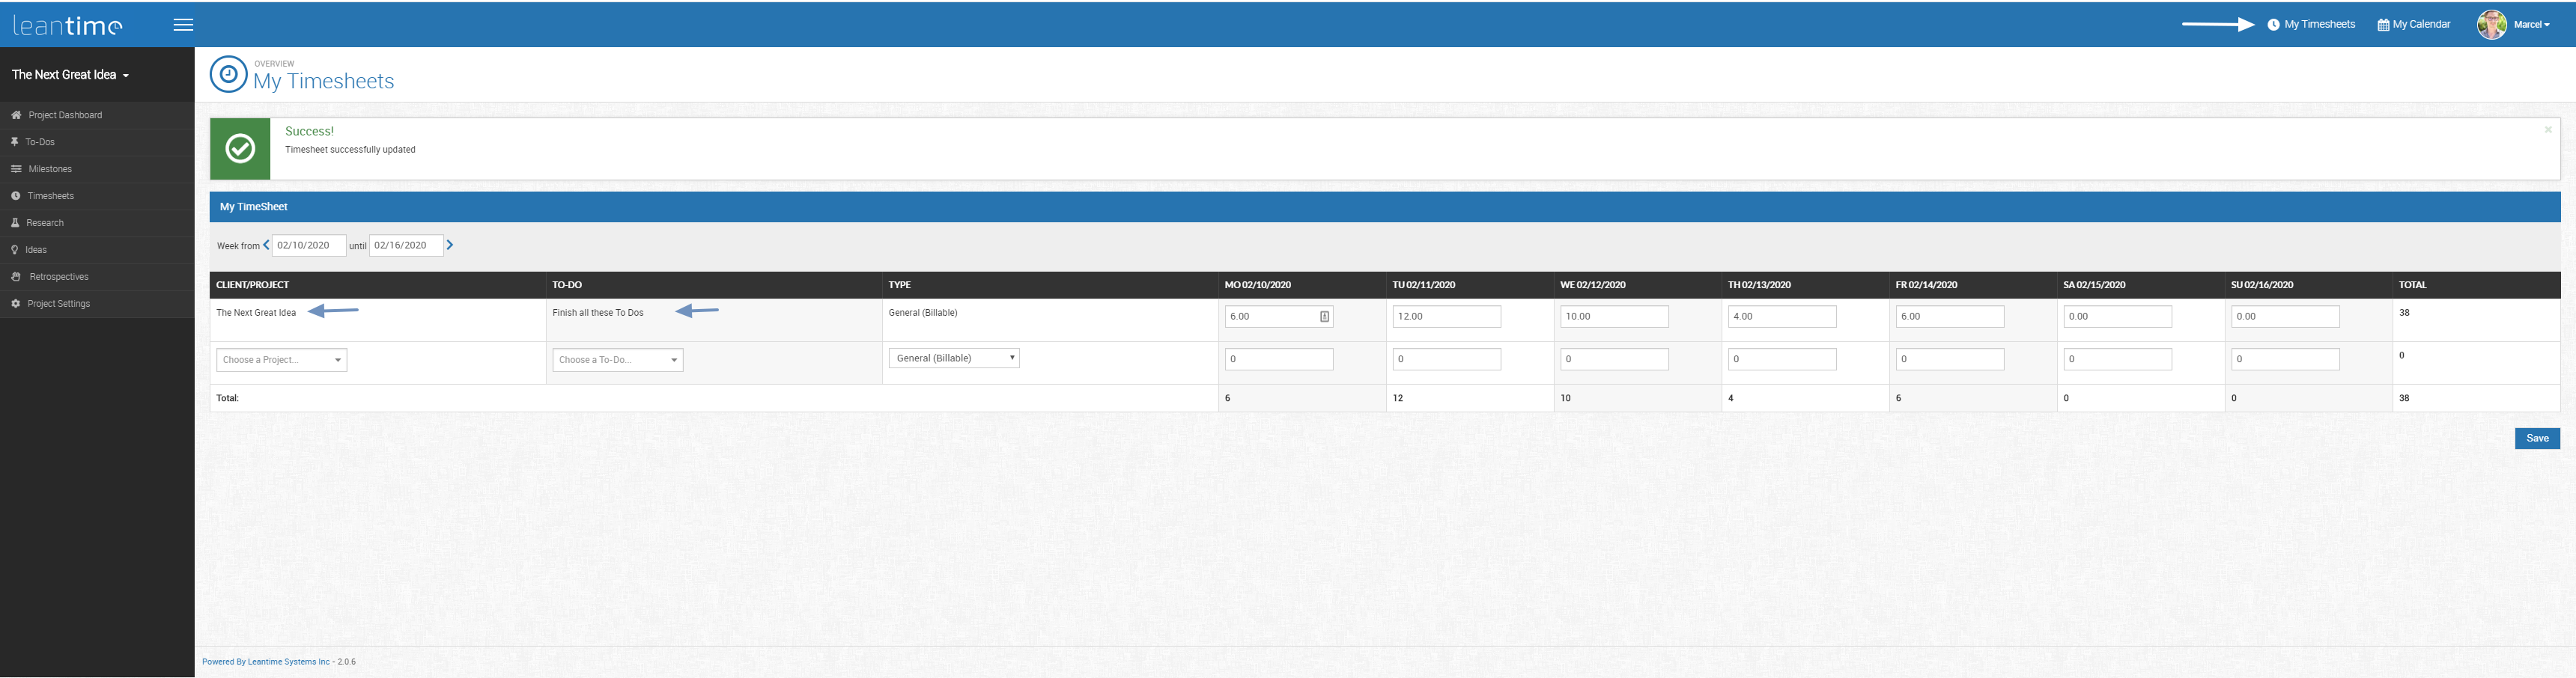 leantime
My Timesheets
My Calendar
Marcel
The Next Great Idea
Project Dashboard
To-Dos
Milestones
Timesheets
Research
Ideas
Retrospectives
Project Settings
OVERVIEW
My Timesheets
Success!
Timesheet successfully updated
My TimeSheet
Week from 02/10/2020 until 02/16/2020
CLIENT/PROJECT TO-DO TYPE MO 02/10/2020 TU 02/11/2020 WE 02/12/2020 TH 02/13/2020 FR 02/14/2020 SA 02/15/2020 SU 02/16/2020 TOTAL
The Next Great Idea Finish all these To Dos General (Billable) 6.00 12.00 10.00 4.00 6.00 0.00 0.00 38
Choose a Project... Choose a To-Do... General (Billable) 0 0 0 0 0 0 0 0
Total: 6 12 10 4 6 0 0 38
Save
Powered By Leantime Systems Inc - 2.0.6